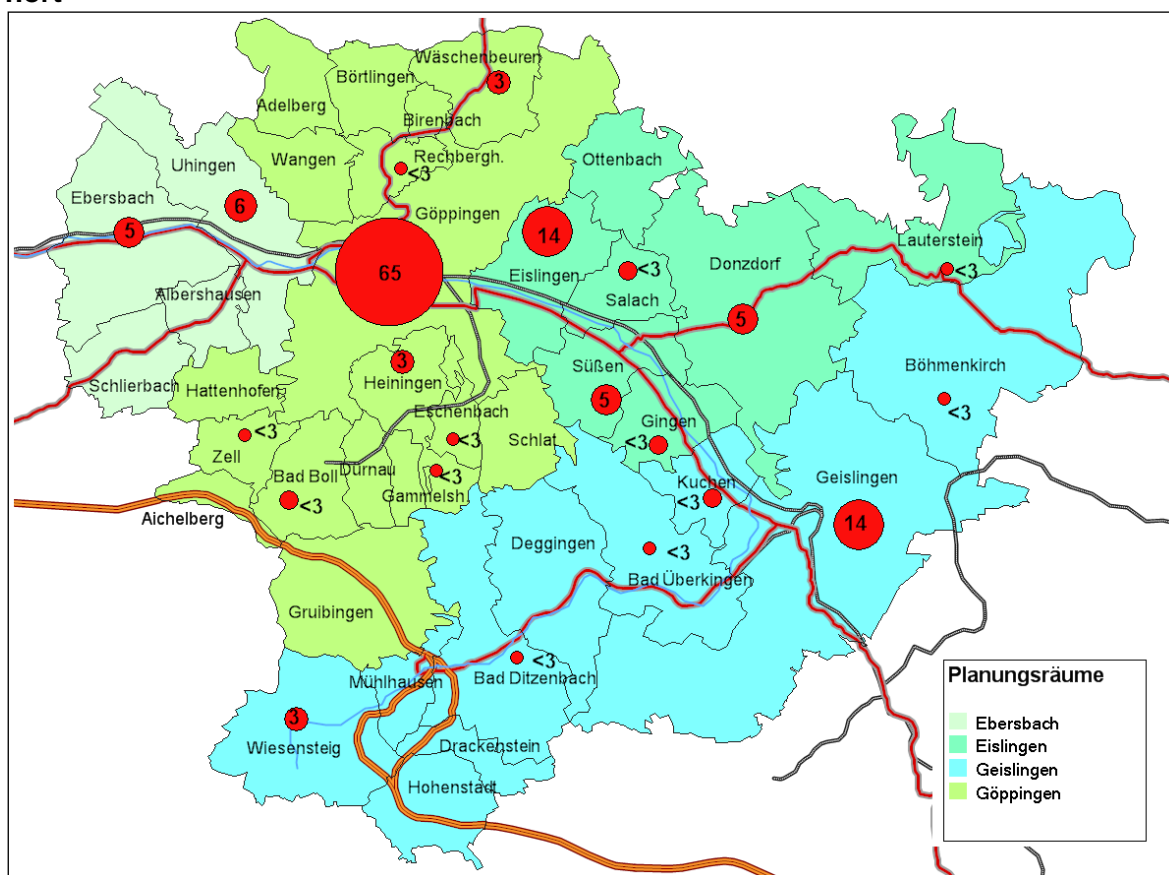 Wäschenbeuren
Börtlingen
3
Adelberg
Birenbach
Wangen
Rechbergh.
<3
Ottenbach
Uhingen
Ebersbach
6
5
Göppingen
14
65
Eislingen
<3
Salach
Donzdorf
Lauterstein
<3
Albershausen
5
3
Heiningen
Süßen
5
Böhmenkirch
<3
Schlierbach
Hattenhofen
Eschenbach
<3
Schlat
Gingen
<3
<3
Zell
Bad Boll
<3
Dürnau
<3
Gammelsh.
Kuchen
<3
Geislingen
14
Aichelberg
Deggingen
<3
Bad Überkingen
Gruibingen
<3
Bad Ditzenbach
Mühlhausen
3
Wiesensteig
Drackenstein
Hohenstadt
Planungsräume
Ebersbach
Eislingen
Geislingen
Göppingen